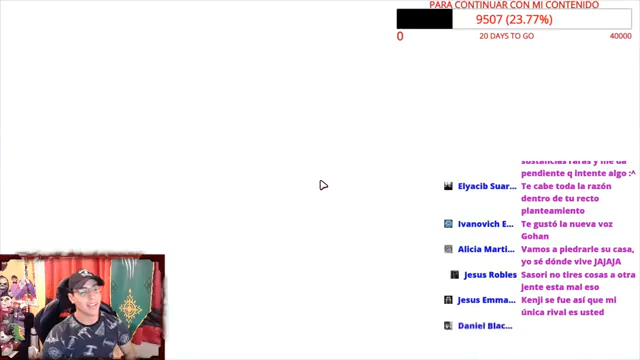 PARA CONTINUAR CON MI CONTENIDO
9507 (23.77%)
0 20 DAYS TO GO 40000
sustancias raras y me da
pendiente q intente algo :^
Elyacib Suar... Te cabe toda la razón
dentro de tu recto
planteamiento
Ivanovich E... Te gustó la nueva voz
Gohan
Alicia Marti... Vamos a piedrarle su casa,
yo sé dónde vive JAJAJA
Jesus Robles Sasori no tires cosas a otra
Jente esta mal eso
Jesus Emma... Kenji se fue así que mi
única rival es usted
Daniel Blac...